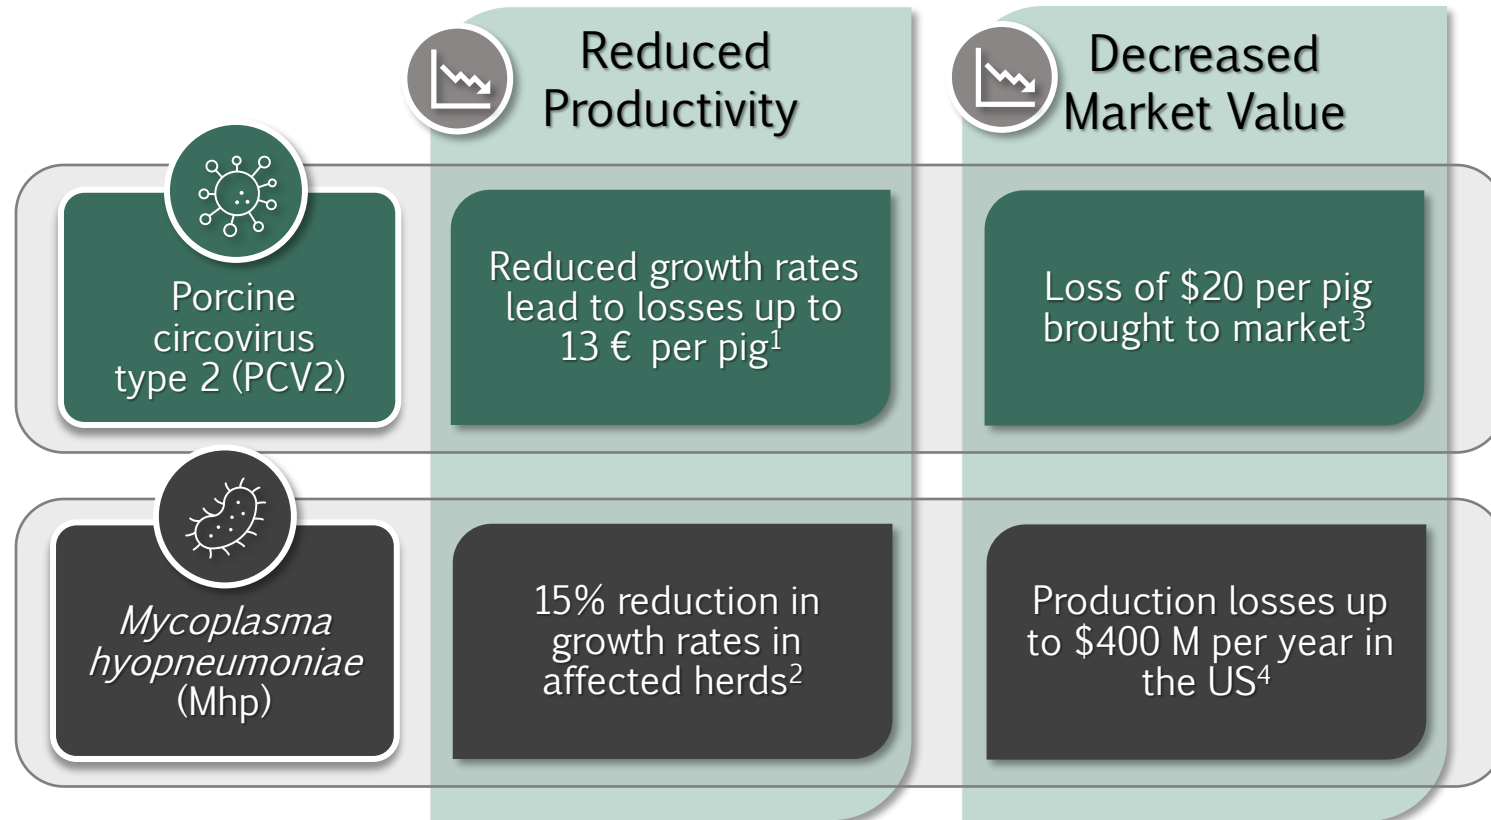 Reduced
Productivity
Decreased
Market Value
Porcine
circovirus
type 2 (PCV2)
Reduced growth rates
lead to losses up to
13 €  per pig¹
Loss of $20 per pig
brought to market³
Mycoplasma
hyopneumoniae
(Mhp)
15% reduction in
growth rates in
affected herds²
Production losses up
to $400 M per year in
the US⁴